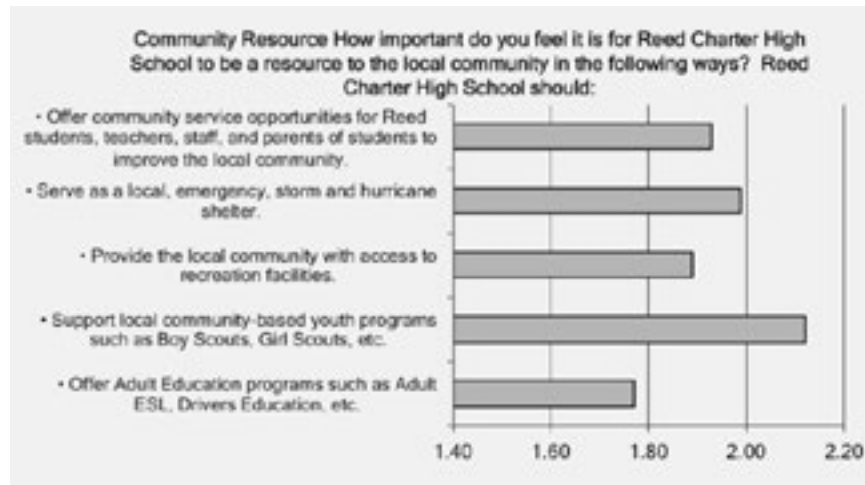 Community Resource How important do you feel it is for Reed Charter High
School to be a resource to the local community in the following ways? Reed
Charter High School should:
• Offer community service opportunities for Reed
students, teachers, staff, and parents of students to
improve the local community.
• Serve as a local, emergency, storm and hurricane
shelter.
• Provide the local community with access to
recreation facilities.
• Support local community-based youth programs
such as Boy Scouts, Girl Scouts, etc.
• Offer Adult Education programs such as Adult
ESL, Drivers Education, etc.
1.40 1.60 1.80 2.00 2.20